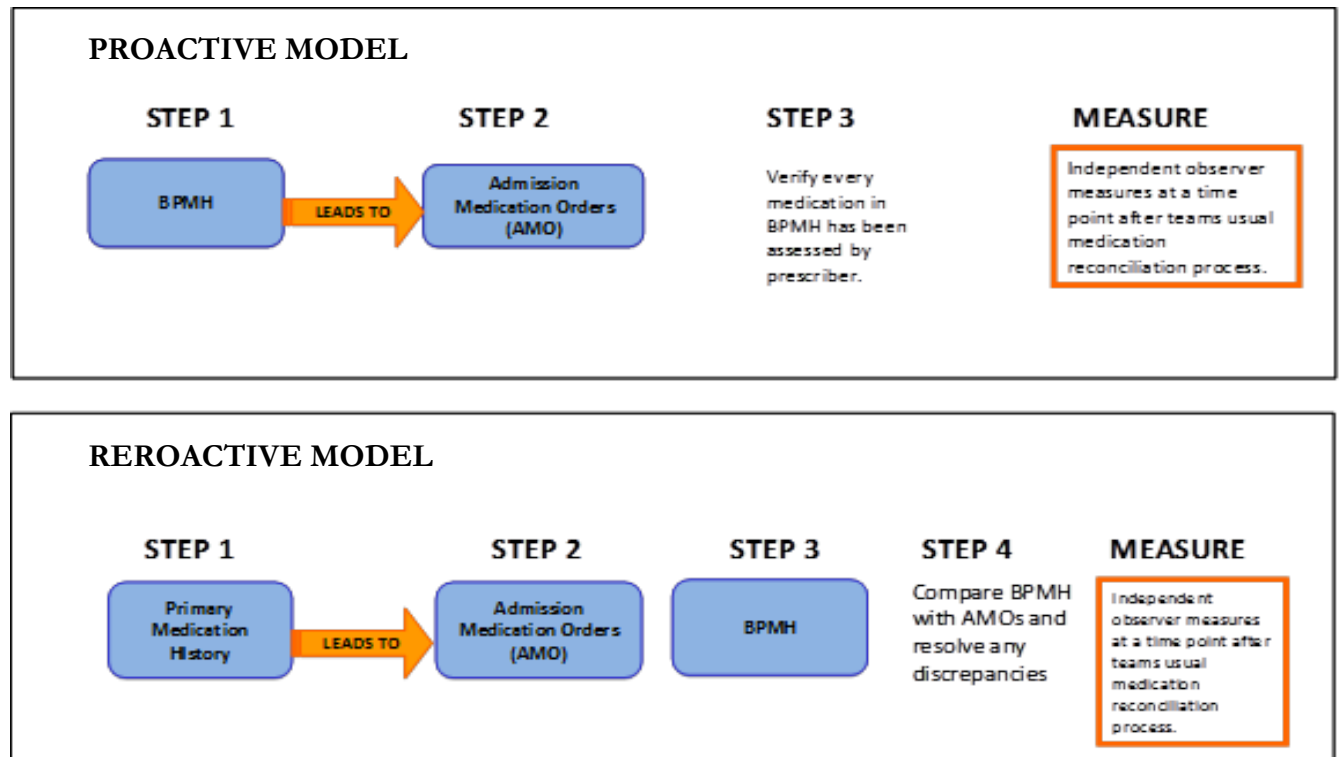 PROACTIVE MODEL
STEP 1
STEP 2
STEP 3
MEASURE
BPMH
LEADS TO
Admission
Medication Orders
(AMO)
Verify every
medication in
BPMH has been
assessed by
prescriber.
Independent observer
measures at a time
point after teams usual
medication
reconciliation process.
REROACTIVE MODEL
STEP 1
STEP 2
STEP 3
STEP 4
MEASURE
Primary
Medication
History
LEADS TO
Admission
Medication Orders
(AMO)
BPMH
Compare BPMH
with AMOs and
resolve any
discrepancies
Independent
observer measures
at a time point after
teams usual
medication
reconciliation
process.